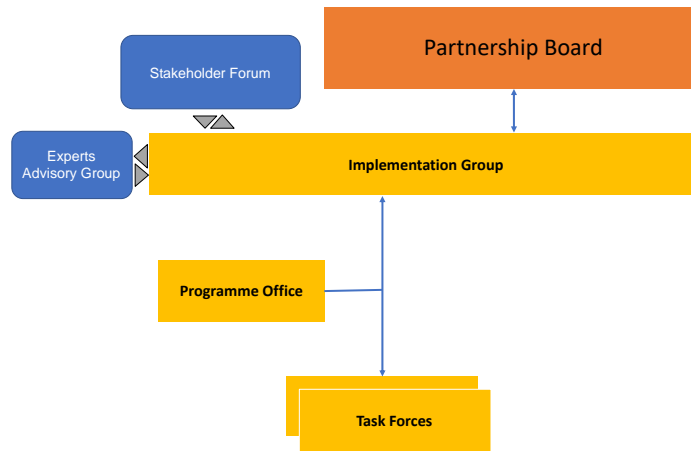 Partnership Board
Stakeholder Forum
Experts
Advisory Group
Implementation Group
Programme Office
Task Forces